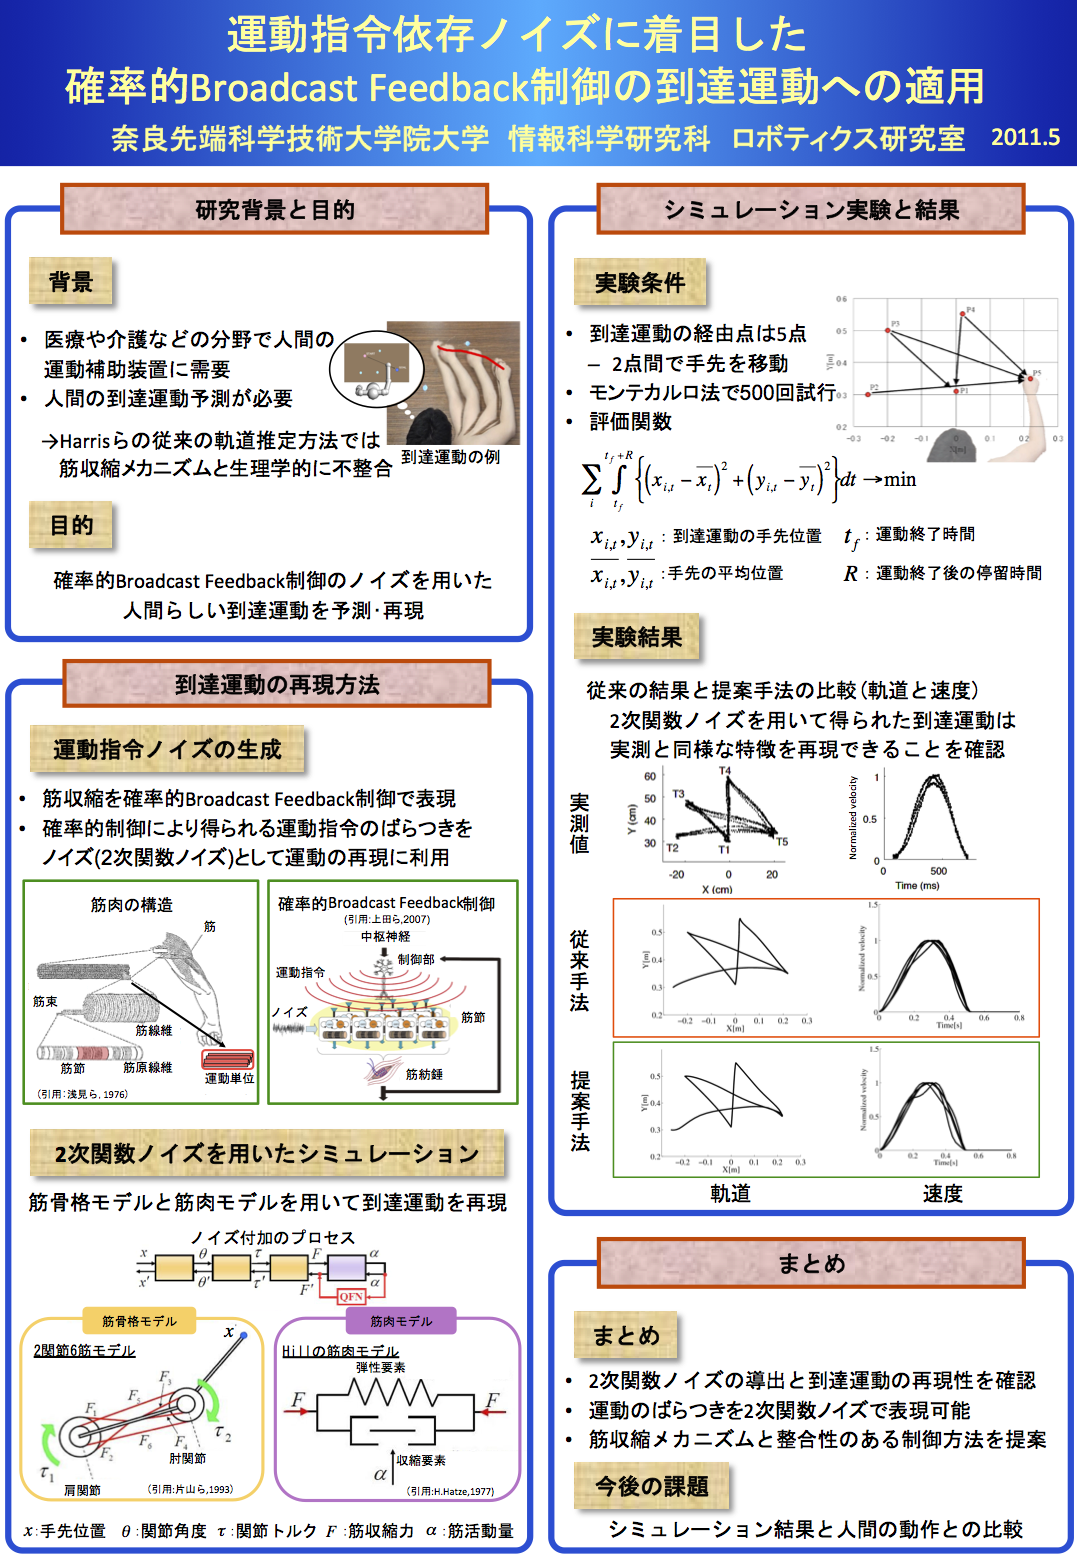 運動指令依存ノイズに着目した
確率的Broadcast Feedback制御の到達運動への適用
奈良先端科学技術大学院大学 情報科学研究科 ロボティクス研究室 2011.5
研究背景と目的
背景
• 医療や介護などの分野で人間の
運動補助装置に需要
• 人間の到達運動予測が必要
→Harrisらの従来の軌道推定方法では
筋収縮メカニズムと生理学的に不整合
到達運動の例
目的
確率的Broadcast Feedback制御のノイズを用いた
人間らしい到達運動を予測・再現
到達運動の再現方法
運動指令ノイズの生成
• 筋収縮を確率的Broadcast Feedback制御で表現
• 確率的制御により得られる運動指令のばらつきを
ノイズ(2次関数ノイズ)として運動の再現に利用
筋肉の構造
筋
筋束
筋線維
筋節
筋原線維
運動単位
（引用:浅見ら, 1976）
確率的Broadcast Feedback制御
(引用:上田ら,2007)
中枢神経
制御部
運動指令
ノイズ
筋節
筋紡錘
2次関数ノイズを用いたシミュレーション
筋骨格モデルと筋肉モデルを用いて到達運動を再現
ノイズ付加のプロセス
x θ τ F α
x' θ' τ' F' α
QFN
筋骨格モデル
2関節6筋モデル
x
F3
F5
F1
F2
F6
F4
τ1
τ2
肘関節
肩関節
（引用:片山ら,1993）
筋肉モデル
Hillの筋肉モデル
弾性要素
F F
α
収縮要素
（引用:H.Hatze,1977）
x:手先位置 θ:関節角度 τ:関節トルク F:筋収縮力 α:筋活動量
シミュレーション実験と結果
実験条件
• 到達運動の経由点は5点
– 2点間で手先を移動
• モンテカルロ法で500回試行
• 評価関数
0.6
0.5
0.4
0.3
0.2
Y[m]
P3
P4
P5
P2
P1
-0.3 -0.2 -0.1 0 0.1 0.2 0.3
X[m]
∑i ∫tf^tf+R {(xi,t − x̄t)² + (yi,t − ȳt)²}dt →min
xi,t, yi,t : 到達運動の手先位置 tf : 運動終了時間
x̄i,t, ȳi,t :手先の平均位置 R : 運動終了後の停留時間
実験結果
従来の結果と提案手法の比較（軌道と速度）
2次関数ノイズを用いて得られた到達運動は
実測と同様な特徴を再現できることを確認
実測値
60
50
40
30
Y (cm)
T4
T3
T2
T1
T5
-20 0 20
X (cm)
Normalized velocity
1
0.5
0
0 500
Time (ms)
従来手法
0.5
0.4
0.3
0.2
Y[m]
-0.2 -0.1 0 0.1 0.2 0.3
X[m]
Normalized velocity
1.5
1
0.5
0
0 0.2 0.4 0.6 0.8
Time[s]
提案手法
0.5
0.4
0.3
0.2
Y[m]
-0.2 -0.1 0 0.1 0.2 0.3
X[m]
Normalized velocity
1.5
1
0.5
0
0 0.2 0.4 0.6 0.8
Time[s]
軌道 速度
まとめ
まとめ
• 2次関数ノイズの導出と到達運動の再現性を確認
• 運動のばらつきを2次関数ノイズで表現可能
• 筋収縮メカニズムと整合性のある制御方法を提案
今後の課題
シミュレーション結果と人間の動作との比較